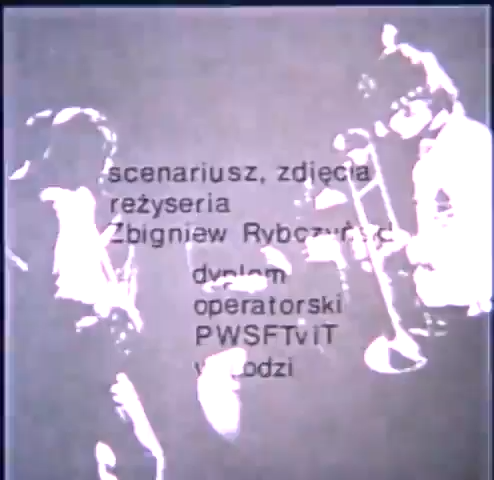 scenariusz, zdjęcia
reżyseria
Zbigniew
dyplom
operatorski
PWSFTviT